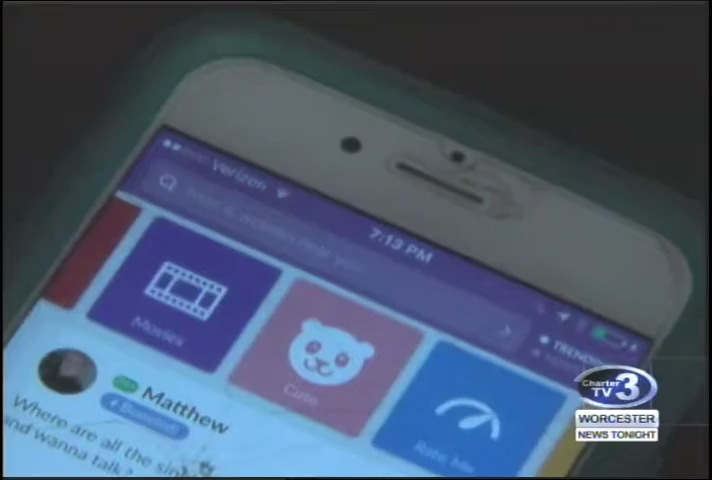 Verizon
7:13 PM
TRENDING
Movies
Cute
Rate Me
Matthew
Where are all the sin
and wanna talk?
Charter
TV 3
WORCESTER
NEWS TONIGHT